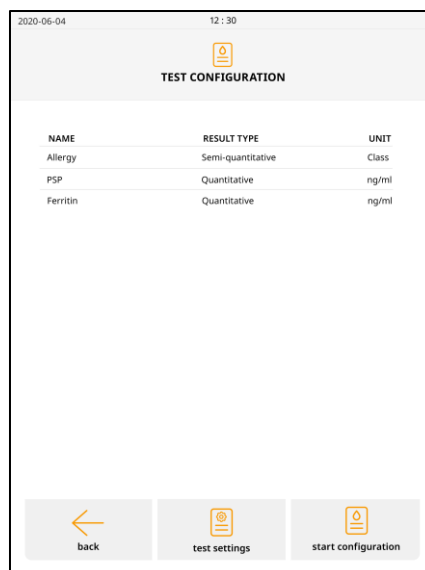 2020-06-04 12 : 30
TEST CONFIGURATION
NAME RESULT TYPE UNIT
Allergy Semi-quantitative Class
PSP Quantitative ng/ml
Ferritin Quantitative ng/ml
back test settings start configuration